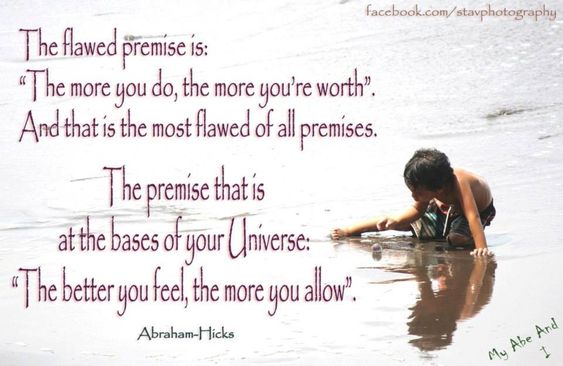 facebook.com/stavphotography
The flawed premise is:
"The more you do, the more you're worth".
And that is the most flawed of all premises.
The premise that is
at the bases of your Universe:
"The better you feel, the more you allow".
Abraham-Hicks
My Abe And
I